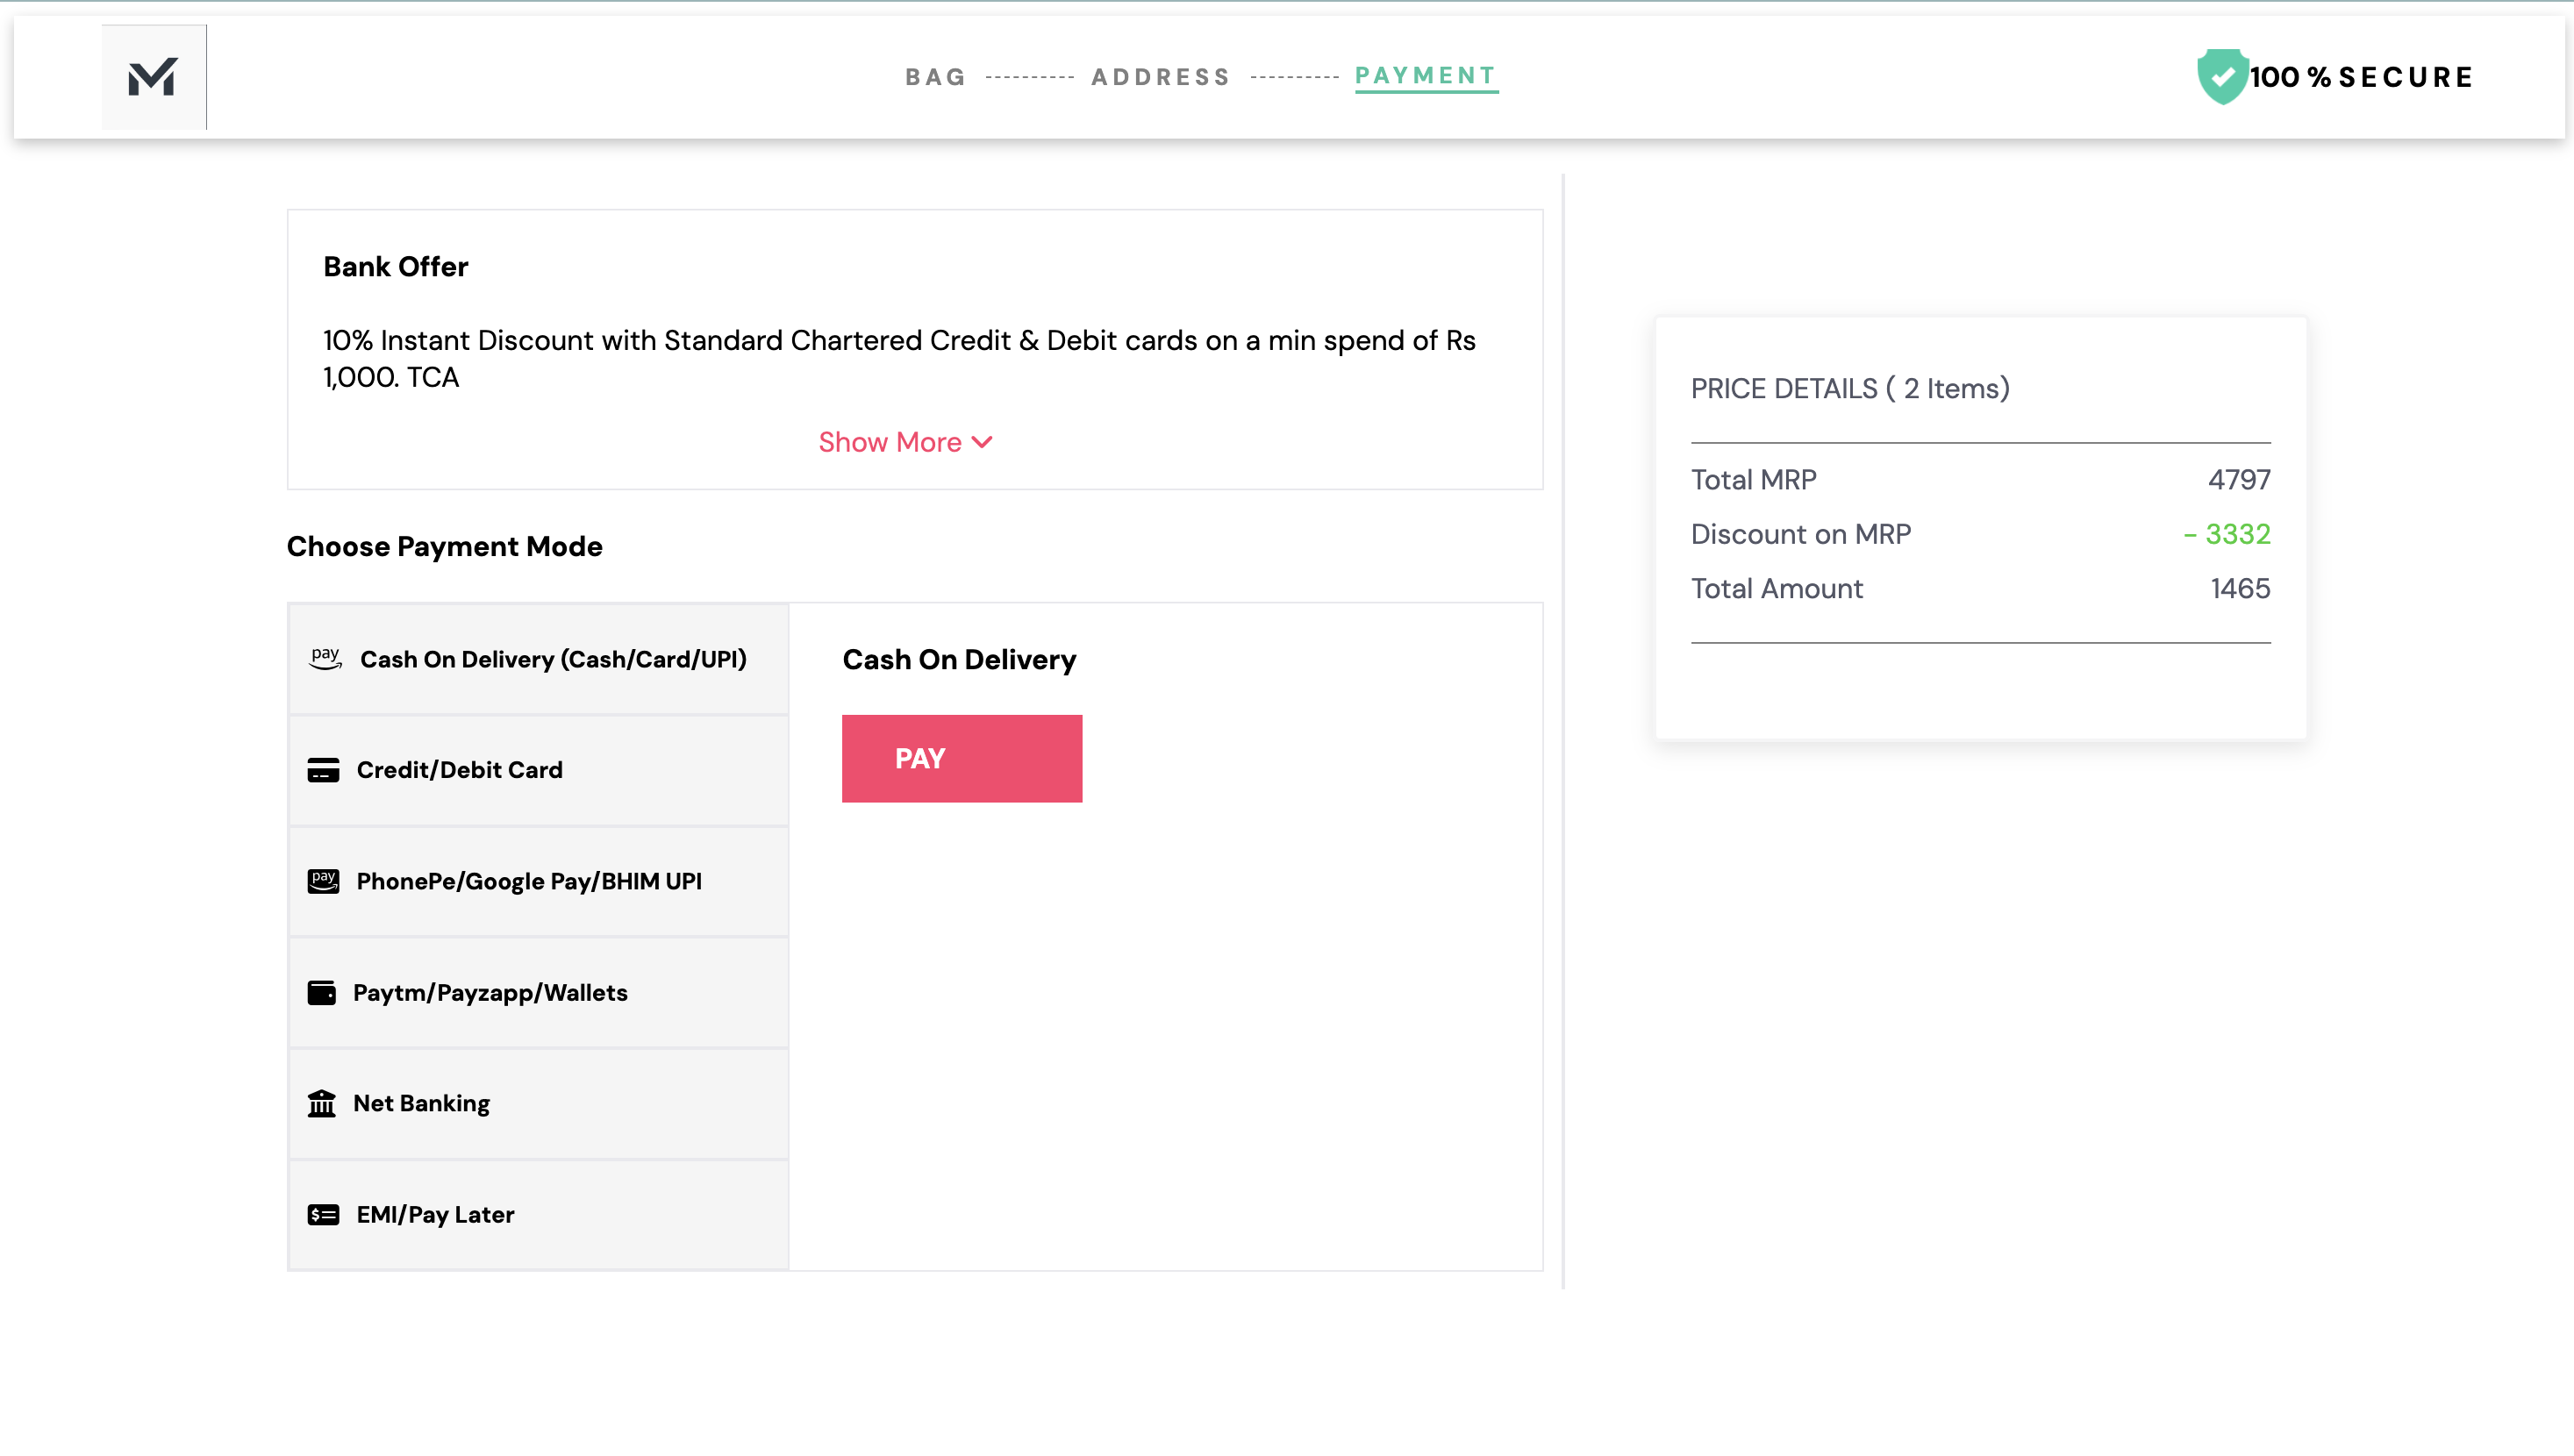 BAG ---------- ADDRESS ---------- PAYMENT
100 % SECURE
Bank Offer
10% Instant Discount with Standard Chartered Credit & Debit cards on a min spend of Rs
1,000. TCA
Show More
Choose Payment Mode
pay Cash On Delivery (Cash/Card/UPI)
Credit/Debit Card
pay PhonePe/Google Pay/BHIM UPI
Paytm/Payzapp/Wallets
Net Banking
EMI/Pay Later
Cash On Delivery
PAY
PRICE DETAILS ( 2 Items)
Total MRP 4797
Discount on MRP - 3332
Total Amount 1465